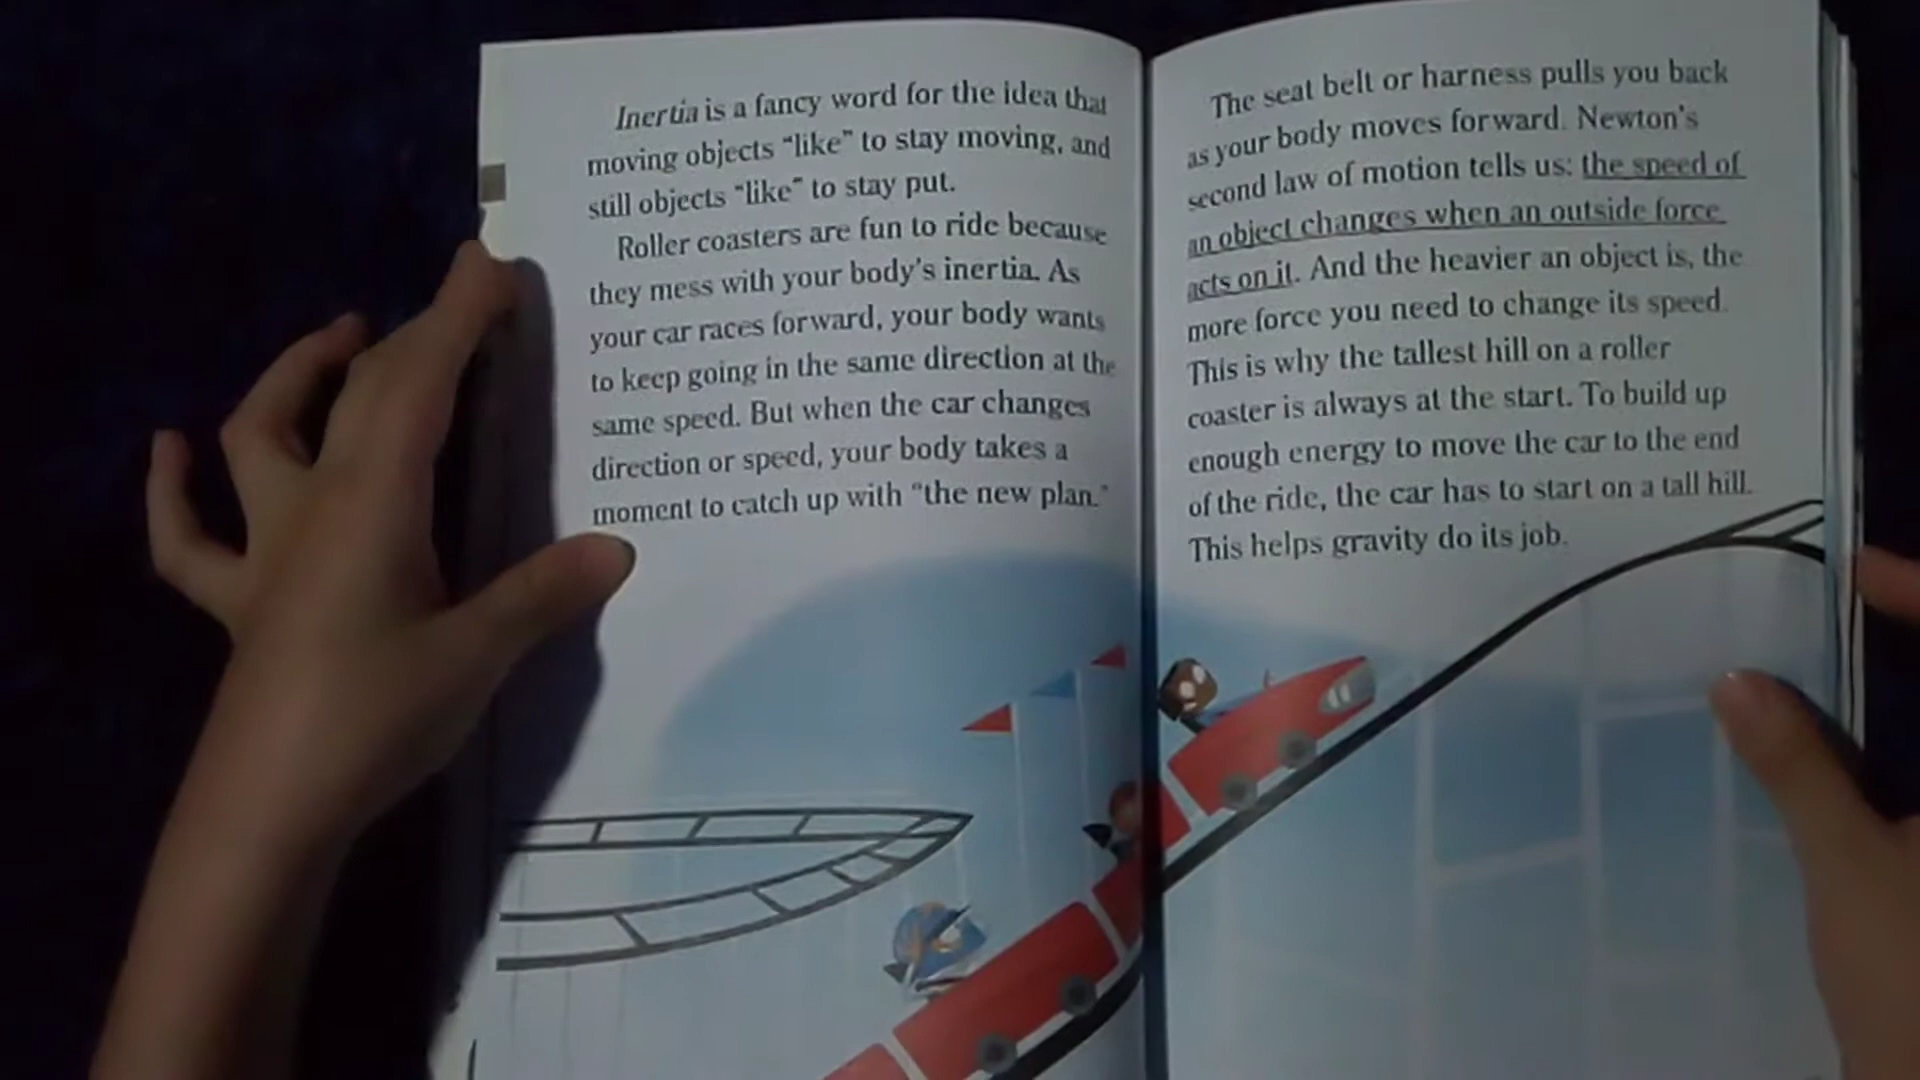 Inertia is a fancy word for the idea that
moving objects “like” to stay moving, and
still objects “like” to stay put.
Roller coasters are fun to ride because
they mess with your body’s inertia. As
your car races forward, your body wants
to keep going in the same direction at the
same speed. But when the car changes
direction or speed, your body takes a
moment to catch up with “the new plan.”
The seat belt or harness pulls you back
as your body moves forward. Newton’s
second law of motion tells us: the speed of
an object changes when an outside force
acts on it. And the heavier an object is, the
more force you need to change its speed.
This is why the tallest hill on a roller
coaster is always at the start. To build up
enough energy to move the car to the end
of the ride, the car has to start on a tall hill.
This helps gravity do its job.